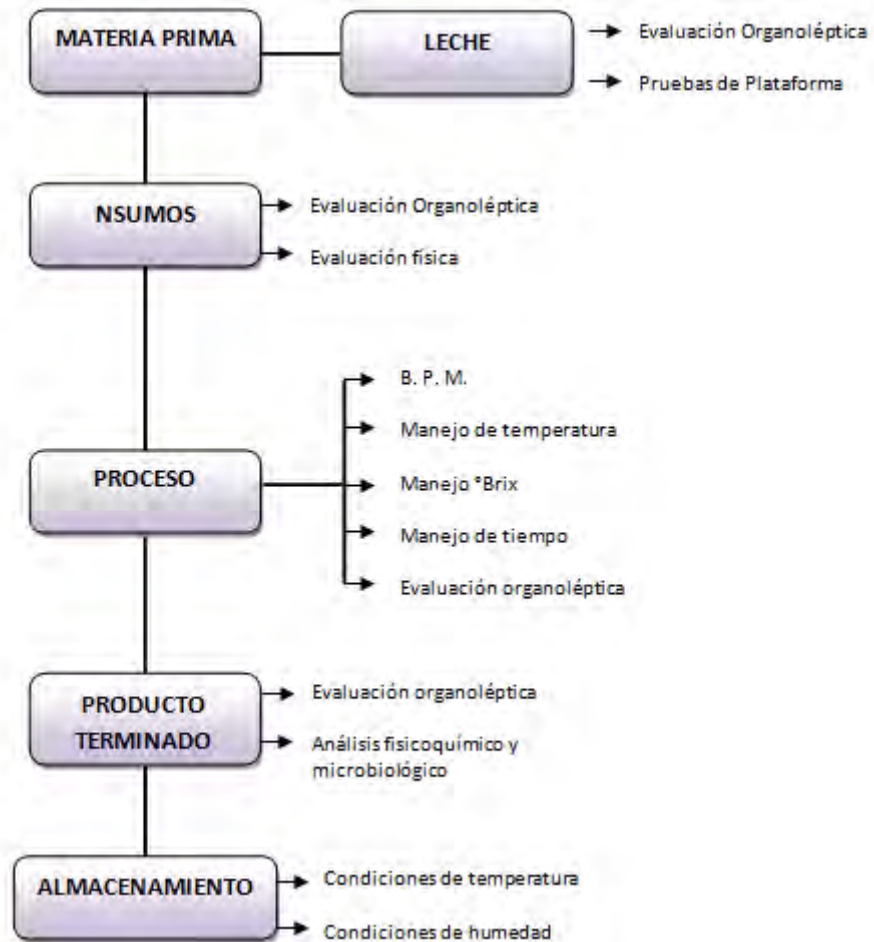 MATERIA PRIMA
LECHE
Evaluación Organoléptica
Pruebas de Plataforma
NSUMOS
Evaluación Organoléptica
Evaluación física
PROCESO
B. P. M.
Manejo de temperatura
Manejo °Brix
Manejo de tiempo
Evaluación organoléptica
PRODUCTO
TERMINADO
Evaluación organoléptica
Análisis fisicoquímico y
microbiológico
ALMACENAMIENTO
Condiciones de temperatura
Condiciones de humedad